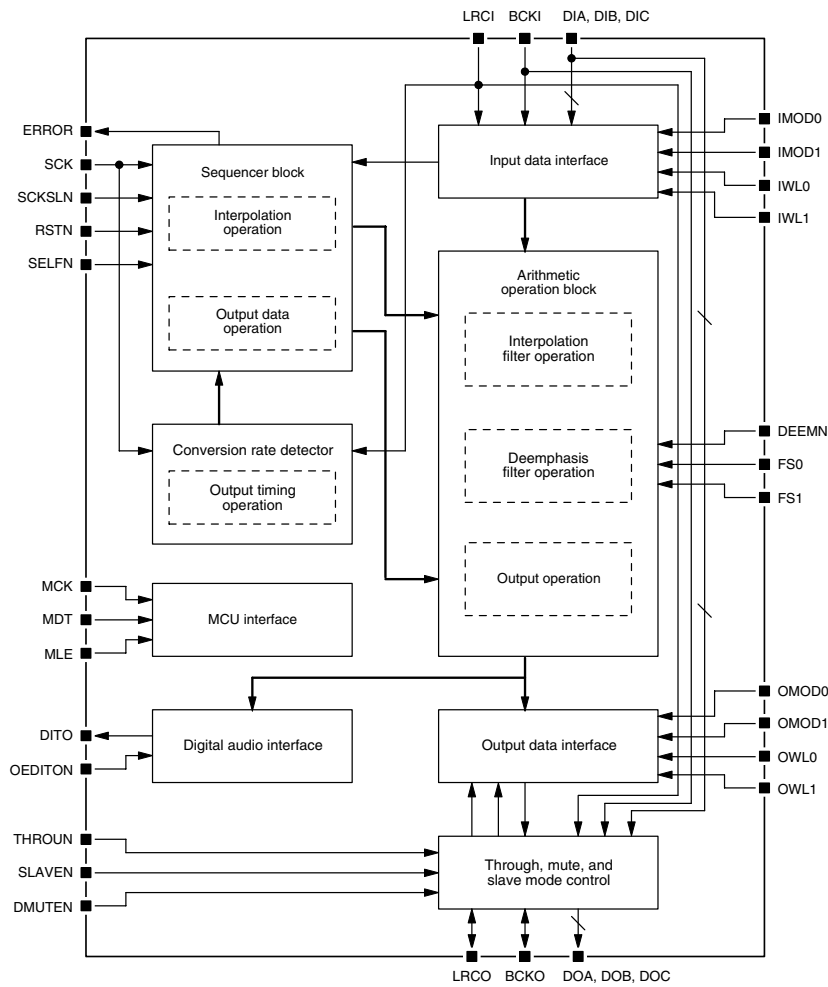 LRCI BCKI DIA, DIB, DIC
ERROR
SCK
SCKSLN
RSTN
SELFN
Sequencer block
Interpolation
operation
Output data
operation
Input data interface
IMOD0
IMOD1
IWL0
IWL1
Arithmetic
operation block
Interpolation
filter operation
Deemphasis
filter operation
Output operation
DEEMN
FS0
FS1
Conversion rate detector
Output timing
operation
MCK
MDT
MLE
MCU interface
DITO
OEDITON
Digital audio interface
Output data interface
OMOD0
OMOD1
OWL0
OWL1
THROUN
SLAVEN
DMUTEN
Through, mute, and
slave mode control
LRCO BCKO DOA, DOB, DOC